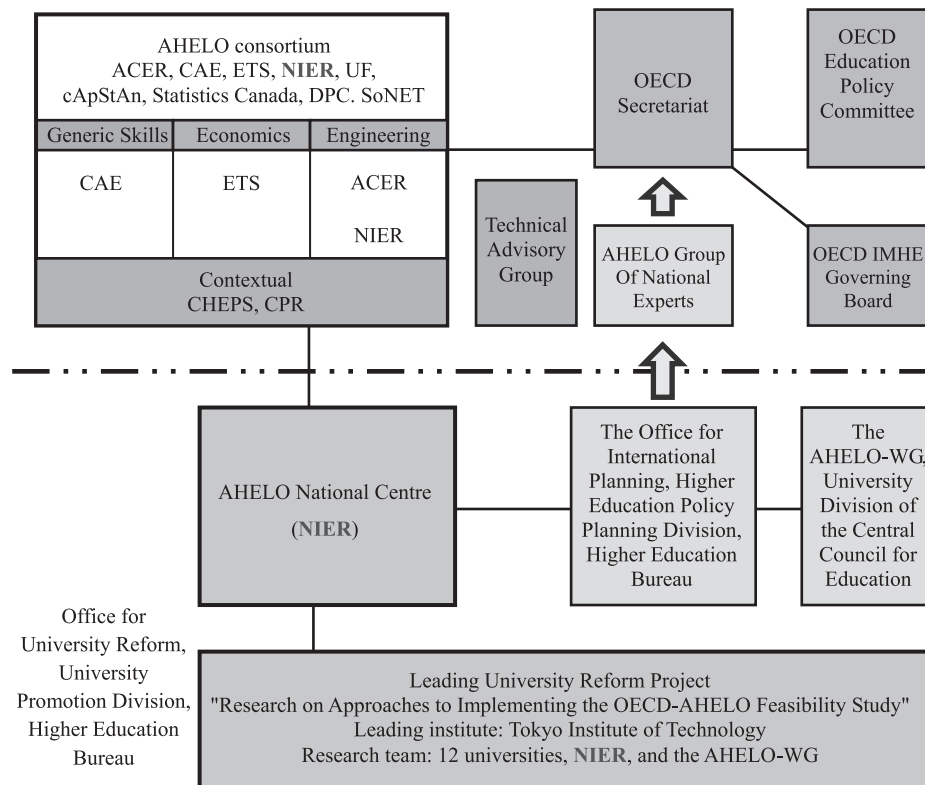 AHELO consortium
ACER, CAE, ETS, NIER, UF,
cApStAn, Statistics Canada, DPC. SoNET
Generic Skills
Economics
Engineering
CAE
ETS
ACER
NIER
Contextual
CHEPS, CPR
OECD
Secretariat
OECD
Education
Policy
Committee
Technical
Advisory
Group
AHELO Group
Of National
Experts
OECD IMHE
Governing
Board
AHELO National Centre
(NIER)
The Office for
International
Planning, Higher
Education Policy
Planning Division,
Higher Education
Bureau
The
AHELO-WG,
University
Division of
the Central
Council for
Education
Office for
University Reform,
University
Promotion Division,
Higher Education
Bureau
Leading University Reform Project
"Research on Approaches to Implementing the OECD-AHELO Feasibility Study"
Leading institute: Tokyo Institute of Technology
Research team: 12 universities, NIER, and the AHELO-WG